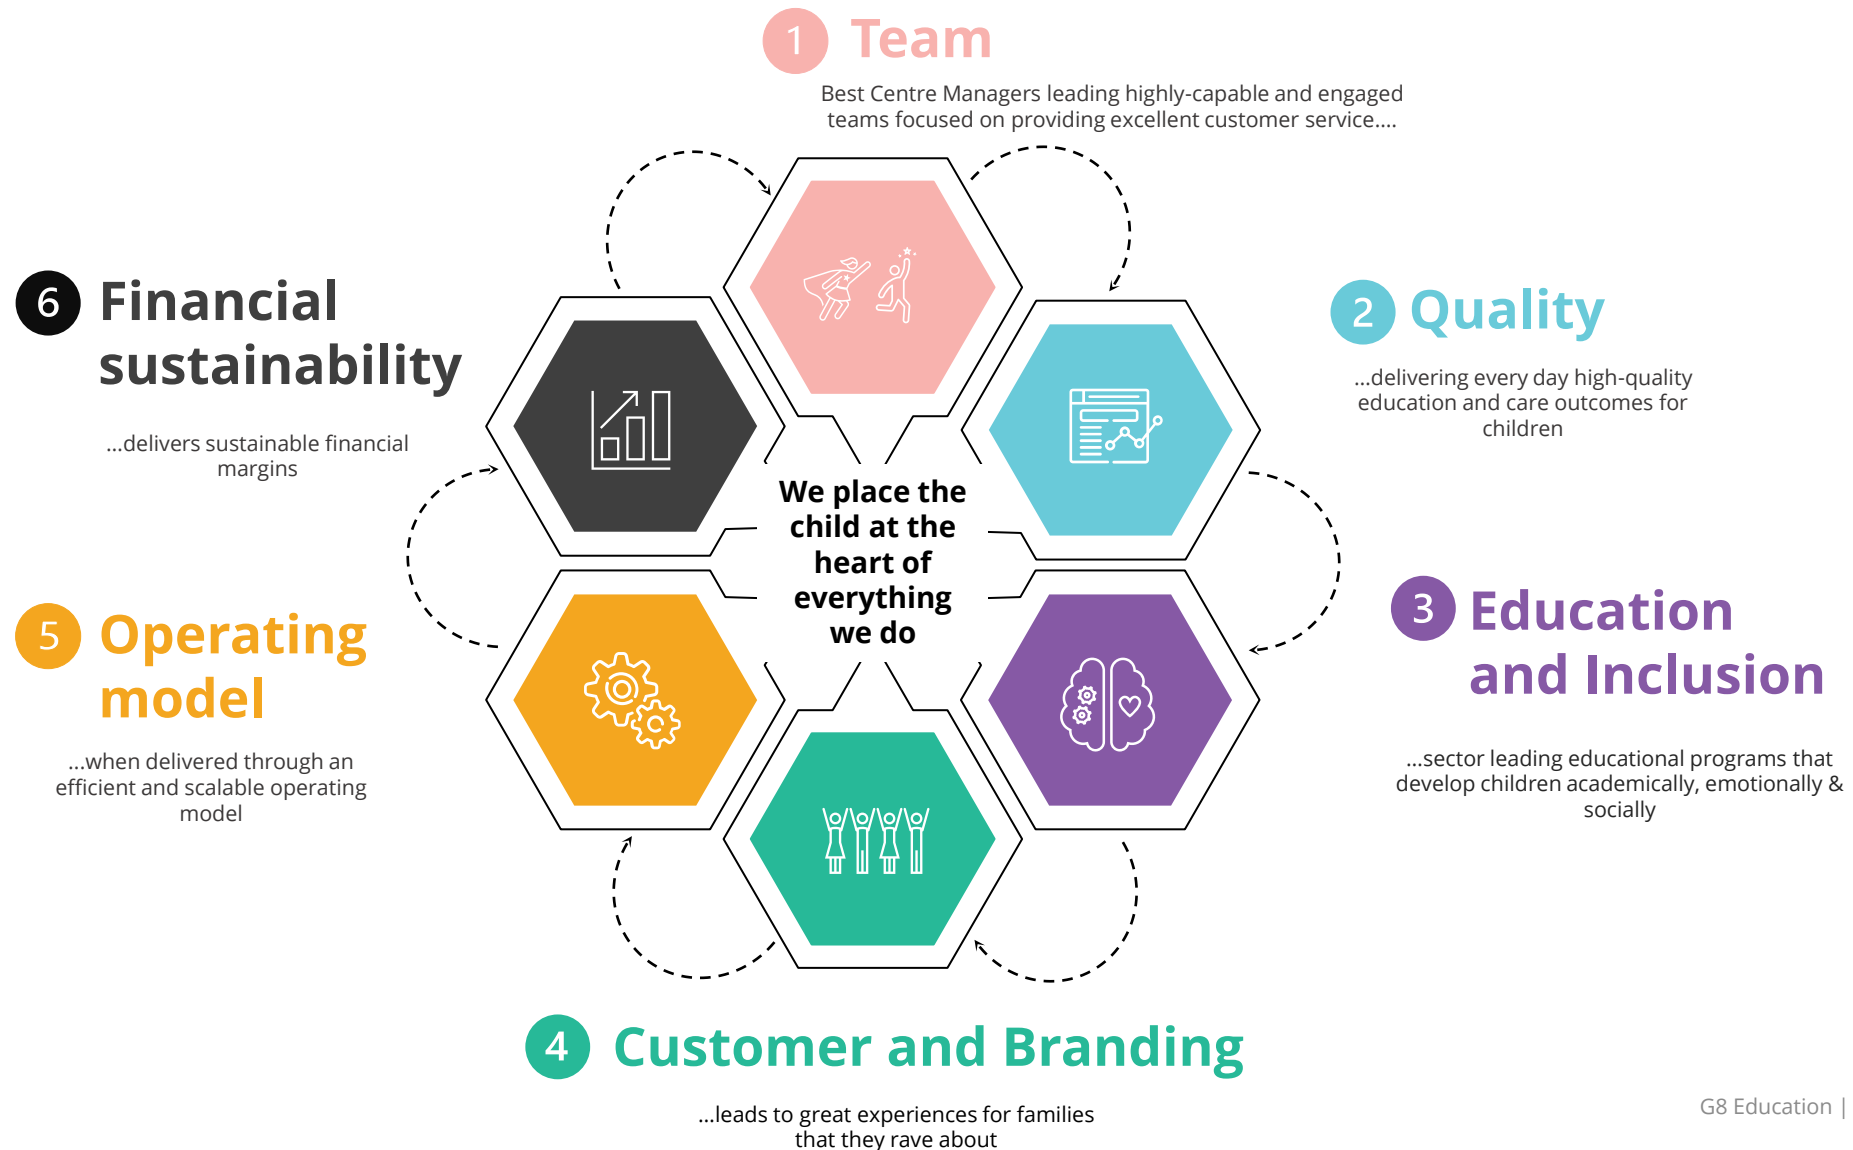 1 Team
Best Centre Managers leading highly-capable and engaged
teams focused on providing excellent customer service....
2 Quality
...delivering every day high-quality
education and care outcomes for
children
3 Education
and Inclusion
...sector leading educational programs that
develop children academically, emotionally &
socially
4 Customer and Branding
...leads to great experiences for families
that they rave about
5 Operating
model
...when delivered through an
efficient and scalable operating
model
6 Financial
sustainability
...delivers sustainable financial
margins
We place the
child at the
heart of
everything
we do
G8 Education |